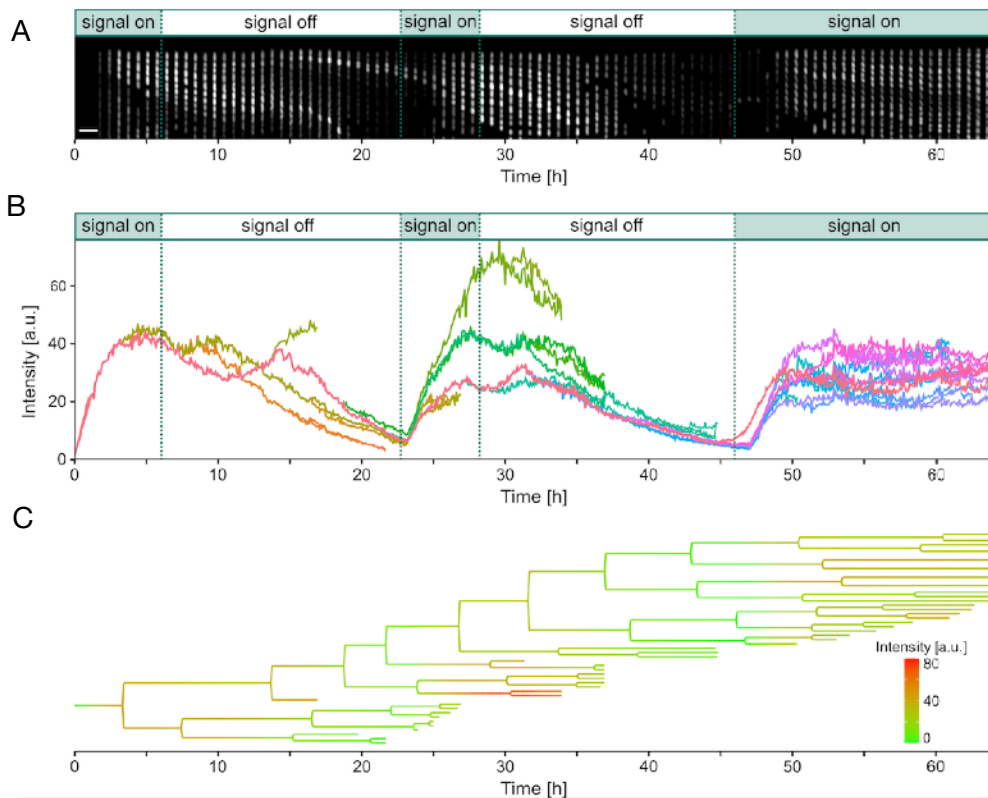 A
signal on signal off signal on signal off signal on
0 10 20 30 40 50 60
Time [h]
B
signal on signal off signal on signal off signal on
Intensity [a.u.]
60
40
20
0
0 10 20 30 40 50 60
Time [h]
C
Intensity [a.u.]
80
40
0
0 10 20 30 40 50 60
Time [h]